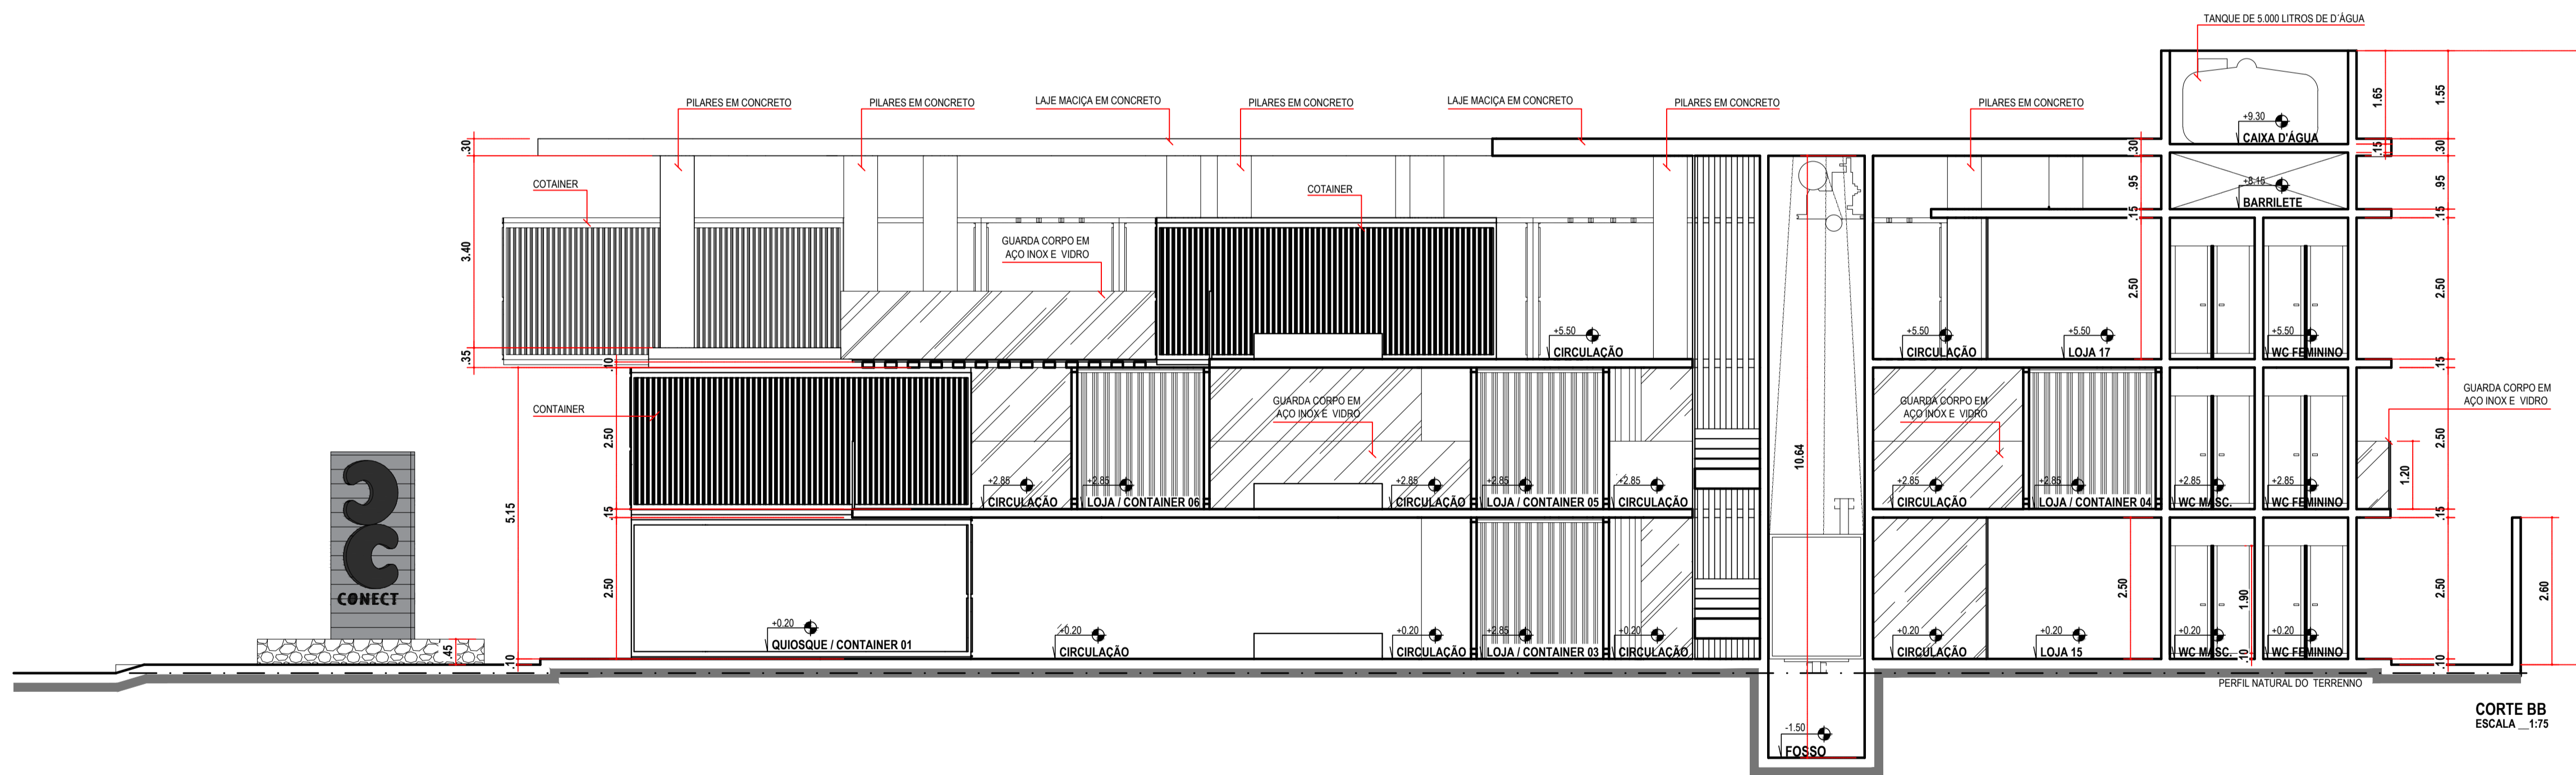 TANQUE DE 5.000 LITROS DE D´ÁGUA
PILARES EM CONCRETO
PILARES EM CONCRETO
LAJE MACIÇA EM CONCRETO
PILARES EM CONCRETO
LAJE MACIÇA EM CONCRETO
PILARES EM CONCRETO
PILARES EM CONCRETO
1.65
1.55
+9.30
CAIXA D'ÁGUA
.30
.30
.15
.30
COTAINER
COTAINER
.95
+8.15
BARRILETE
.95
.15
.15
3.40
GUARDA CORPO EM
AÇO INOX E VIDRO
2.50
2.50
+5.50
CIRCULAÇÃO
+5.50
CIRCULAÇÃO
+5.50
LOJA 17
+5.50
WC FEMININO
.35
.10
.15
CONTAINER
GUARDA CORPO EM
AÇO INOX E VIDRO
GUARDA CORPO EM
AÇO INOX E VIDRO
GUARDA CORPO EM
AÇO INOX E VIDRO
2.50
10.64
2.50
1.20
+2.85
CIRCULAÇÃO
+2.85
LOJA / CONTAINER 06
+2.85
CIRCULAÇÃO
+2.85
LOJA / CONTAINER 05
+2.85
CIRCULAÇÃO
+2.85
CIRCULAÇÃO
+2.85
LOJA / CONTAINER 04
+2.85
WC MASC.
+2.85
WC FEMININO
5.15
.15
.15
CONECT
2.50
2.50
1.90
2.50
2.60
+0.20
QUIOSQUE / CONTAINER 01
+0.20
CIRCULAÇÃO
+0.20
CIRCULAÇÃO
+2.85
LOJA / CONTAINER 03
+0.20
CIRCULAÇÃO
+0.20
CIRCULAÇÃO
+0.20
LOJA 15
+0.20
WC MASC.
.10
+0.20
WC FEMININO
.45
.10
.10
PERFIL NATURAL DO TERRENNO
-1.50
FOSSO
CORTE BB
ESCALA __1:75